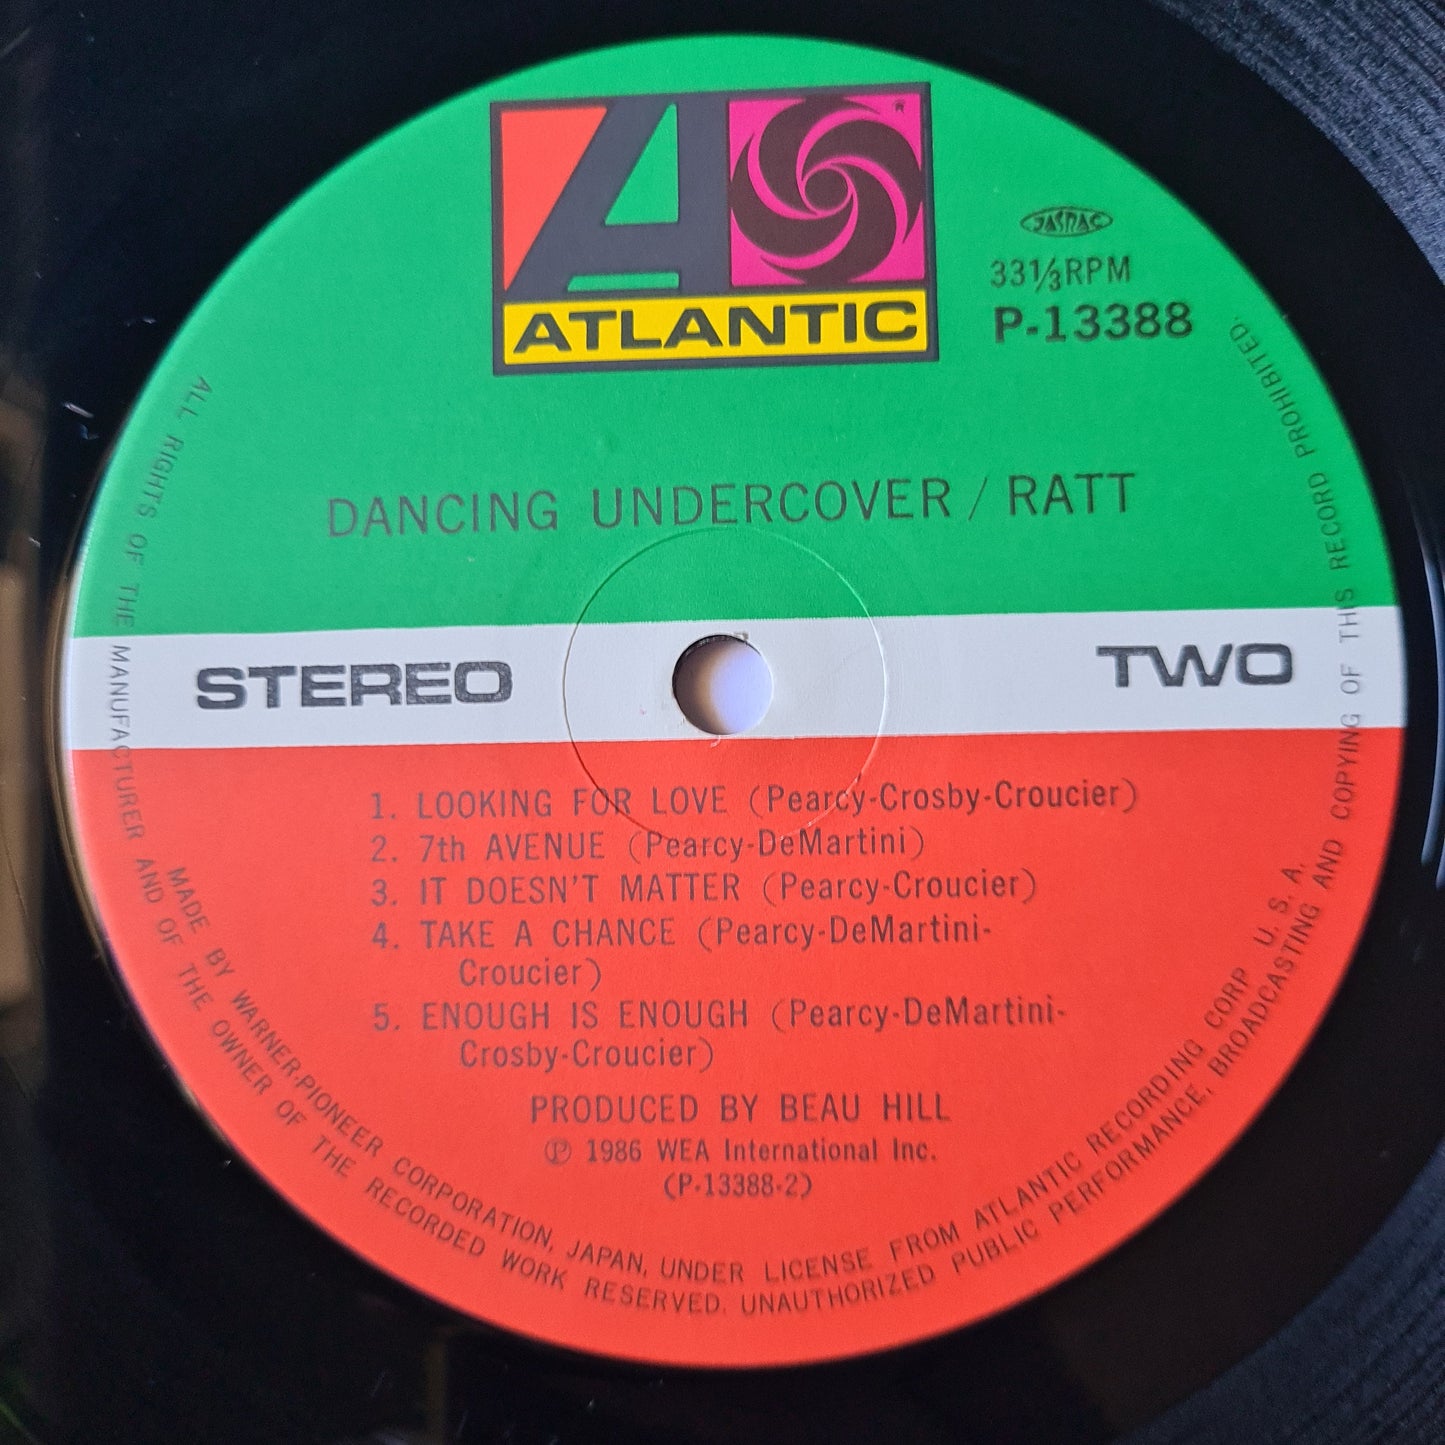 A
ATLANTIC
®
JASRAC
33⅓RPM
P-13388
DANCING UNDERCOVER / RATT
STEREO
TWO
1. LOOKING FOR LOVE (Pearcy-Crosby-Croucier)
2. 7th AVENUE (Pearcy-DeMartini)
3. IT DOESN'T MATTER (Pearcy-Croucier)
4. TAKE A CHANCE (Pearcy-DeMartini-
Croucier)
5. ENOUGH IS ENOUGH (Pearcy-DeMartini-
Crosby-Croucier)
PRODUCED BY BEAU HILL
℗ 1986 WEA International Inc.
(P-13388-2)
MADE BY WARNER-PIONEER CORPORATION, JAPAN, UNDER LICENSE FROM ATLANTIC RECORDING CORP. U. S. A.
ALL RIGHTS OF THE MANUFACTURER AND OF THE OWNER OF THE RECORDED WORK RESERVED. UNAUTHORIZED PUBLIC PERFORMANCE, BROADCASTING AND COPYING OF THIS RECORD PROHIBITED.